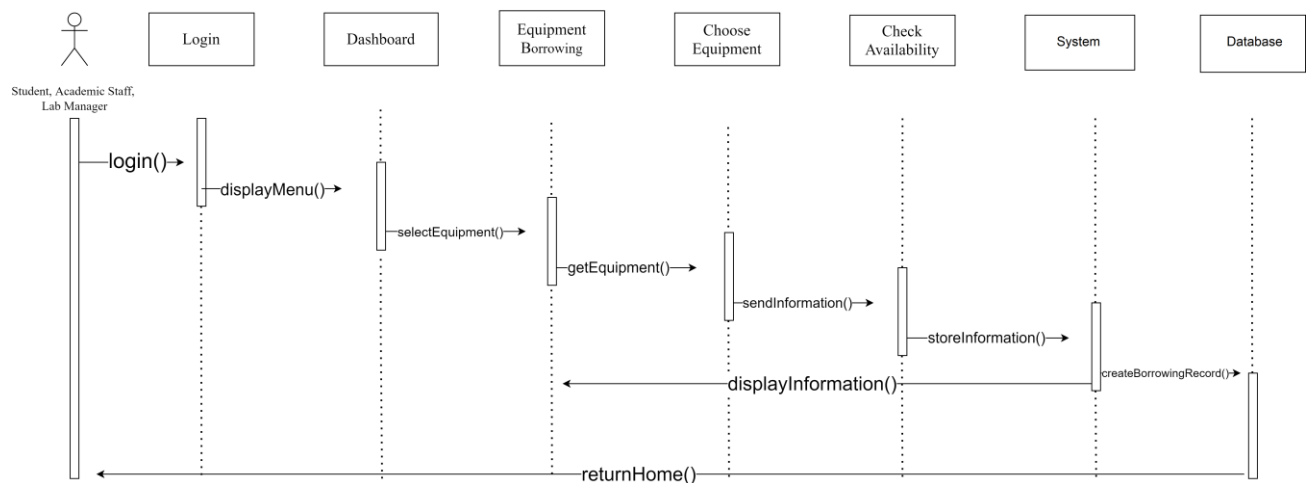 Login
Dashboard
Equipment
Borrowing
Choose
Equipment
Check
Availability
System
Database
Student, Academic Staff,
Lab Manager
login()
displayMenu()
selectEquipment()
getEquipment()
sendInformation()
storeInformation()
createBorrowingRecord()
displayInformation()
returnHome()